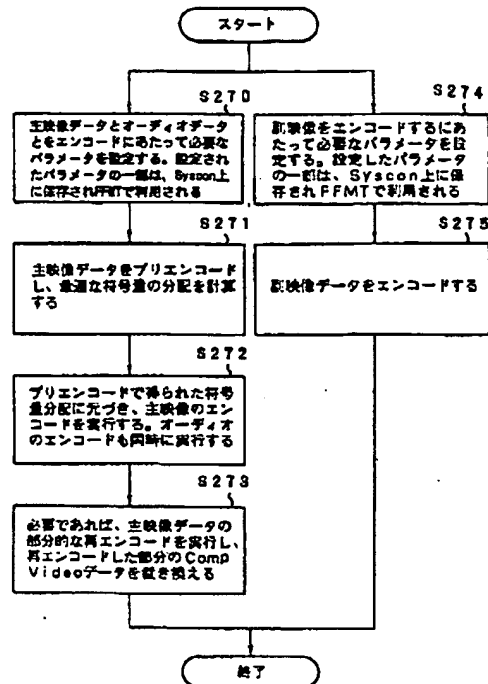 スタート
S270
主映像データとオーディオデータ
とをエンコードにあたって必要な
パラメータを設定する。設定され
たパラメータの一部は、Syscon上
に保存されFFMTで利用される
S271
主映像データをプリエンコード
し、最適な符号量の分配を計算
する
S272
プリエンコードで得られた符号
量分配に元づき、主映像のエン
コードを実行する。オーディオ
のエンコードも同時に実行する
S273
必要であれば、主映像データの
部分的な再エンコードを実行し、
再エンコードした部分のComp
Videoデータを置き換える
S274
副映像をエンコードするにあ
たって必要なパラメータを設
定する。設定したパラメータ
の一部は、Syscon上に保
存されFFMTで利用される
S275
副映像データをエンコードする
終了